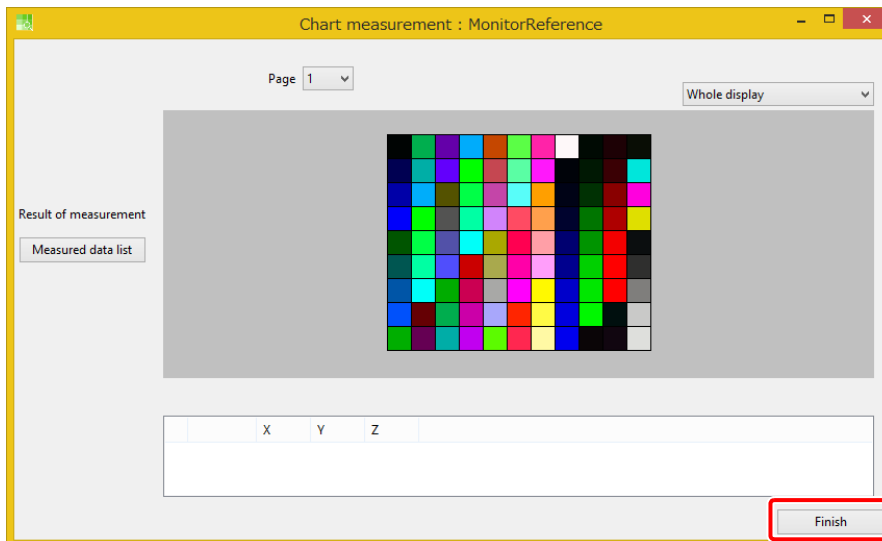 Chart measurement : MonitorReference
Page 1
Whole display
Result of measurement
Measured data list
X Y Z
Finish